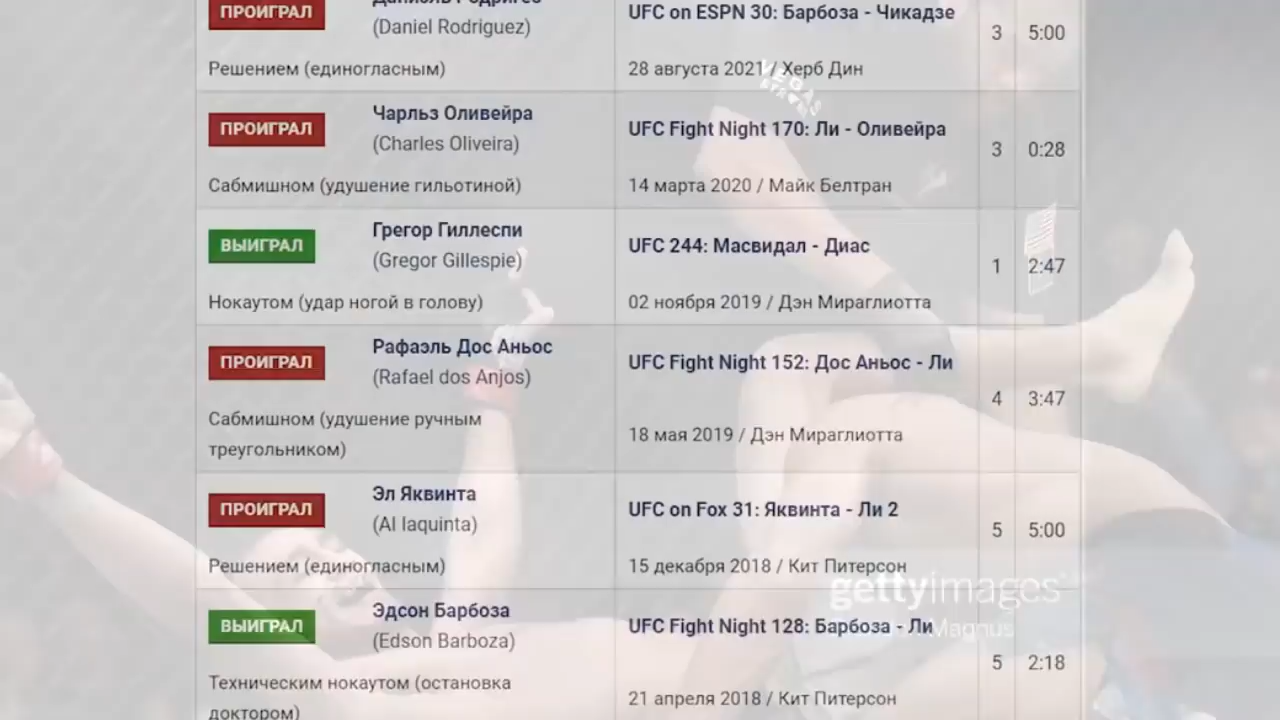 ПРОИГРАЛ
(Daniel Rodriguez)
UFC on ESPN 30: Барбоза - Чикадзе
3
5:00
Решением (единогласным)
28 августа 2021 / Херб Дин
ПРОИГРАЛ
Чарльз Оливейра
(Charles Oliveira)
UFC Fight Night 170: Ли - Оливейра
3
0:28
Сабмишном (удушение гильотиной)
14 марта 2020 / Майк Белтран
ВЫИГРАЛ
Грегор Гиллеспи
(Gregor Gillespie)
UFC 244: Масвидал - Диас
1
2:47
Нокаутом (удар ногой в голову)
02 ноября 2019 / Дэн Мираглиотта
ПРОИГРАЛ
Рафаэль Дос Аньос
(Rafael dos Anjos)
UFC Fight Night 152: Дос Аньос - Ли
4
3:47
Сабмишном (удушение ручным
треугольником)
18 мая 2019 / Дэн Мираглиотта
ПРОИГРАЛ
Эл Яквинта
(Al Iaquinta)
UFC on Fox 31: Яквинта - Ли 2
5
5:00
Решением (единогласным)
15 декабря 2018 / Кит Питерсон
ВЫИГРАЛ
Эдсон Барбоза
(Edson Barboza)
UFC Fight Night 128: Барбоза - Ли
5
2:18
Техническим нокаутом (остановка
доктором)
21 апреля 2018 / Кит Питерсон
gettyimages
Magnus
VEGAS